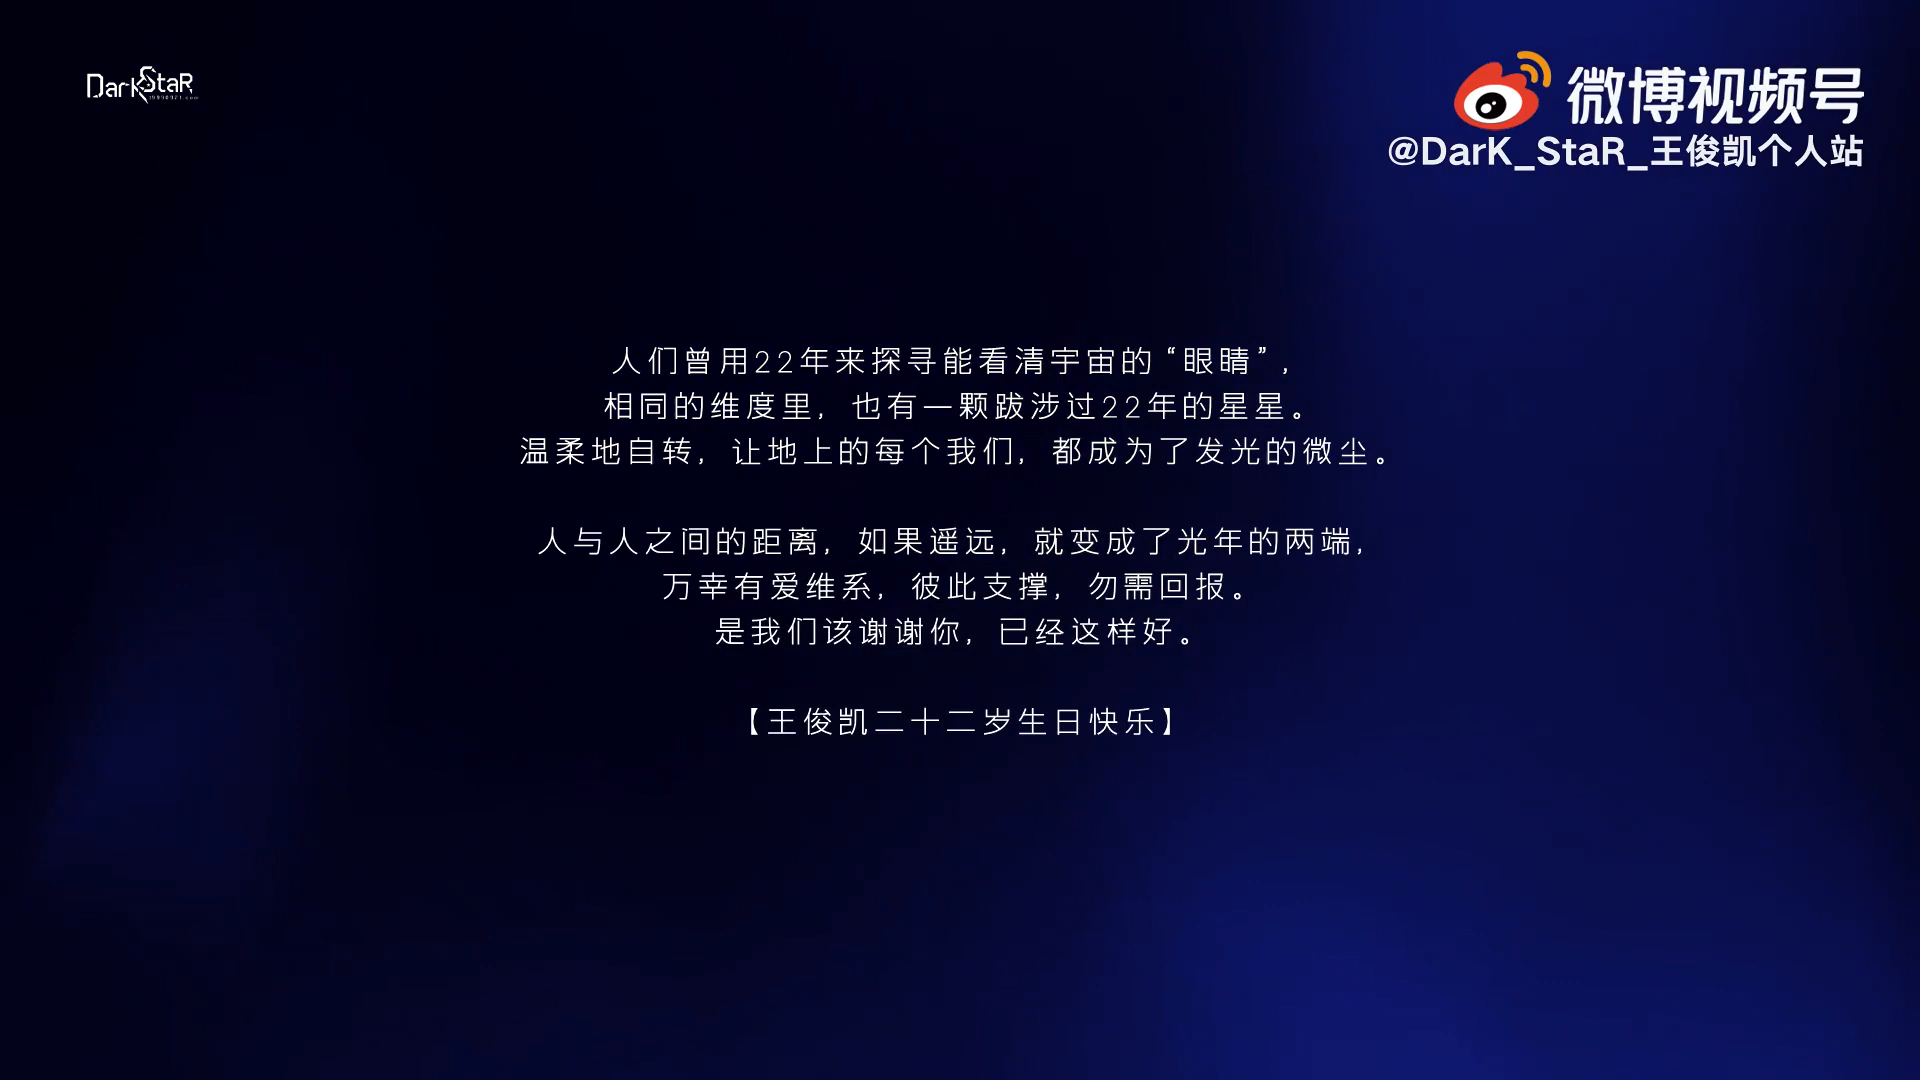 DarKStaR
微博视频号
@DarK_StaR_王俊凯个人站
人们曾用22年来探寻能看清宇宙的“眼睛”，
相同的维度里，也有一颗跋涉过22年的星星。
温柔地自转，让地上的每个我们，都成为了发光的微尘。
人与人之间的距离，如果遥远，就变成了光年的两端，
万幸有爱维系，彼此支撑，勿需回报。
是我们该谢谢你，已经这样好。
【王俊凯二十二岁生日快乐】